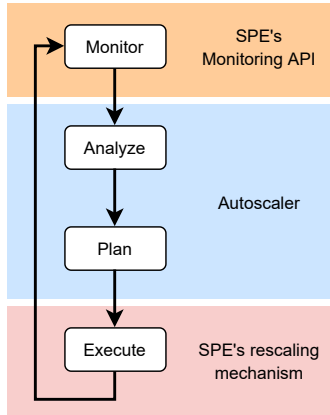 Monitor
SPE's
Monitoring API
Analyze
Autoscaler
Plan
Execute
SPE's rescaling
mechanism